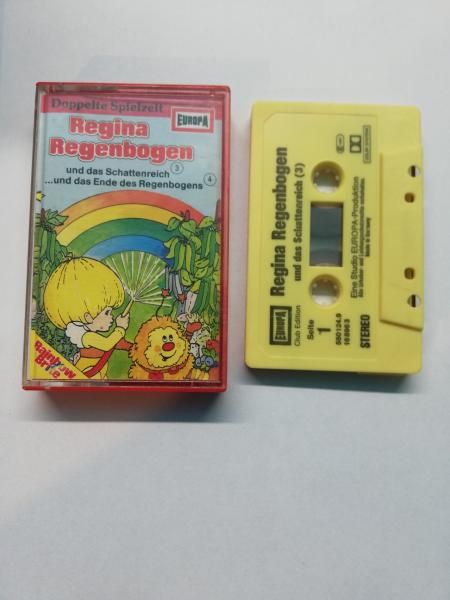 Doppelte Spielzeit
EUROPA
Regina
Regenbogen
und das Schattenreich 3
...und das Ende des Regenbogens 4
Rainbow
Brite
Regina Regenbogen
und das Schattenreich (3)
EUROPA
Club Edition
Seite
1
Eine Studio EUROPA-Produktion
Made in Germany
STEREO